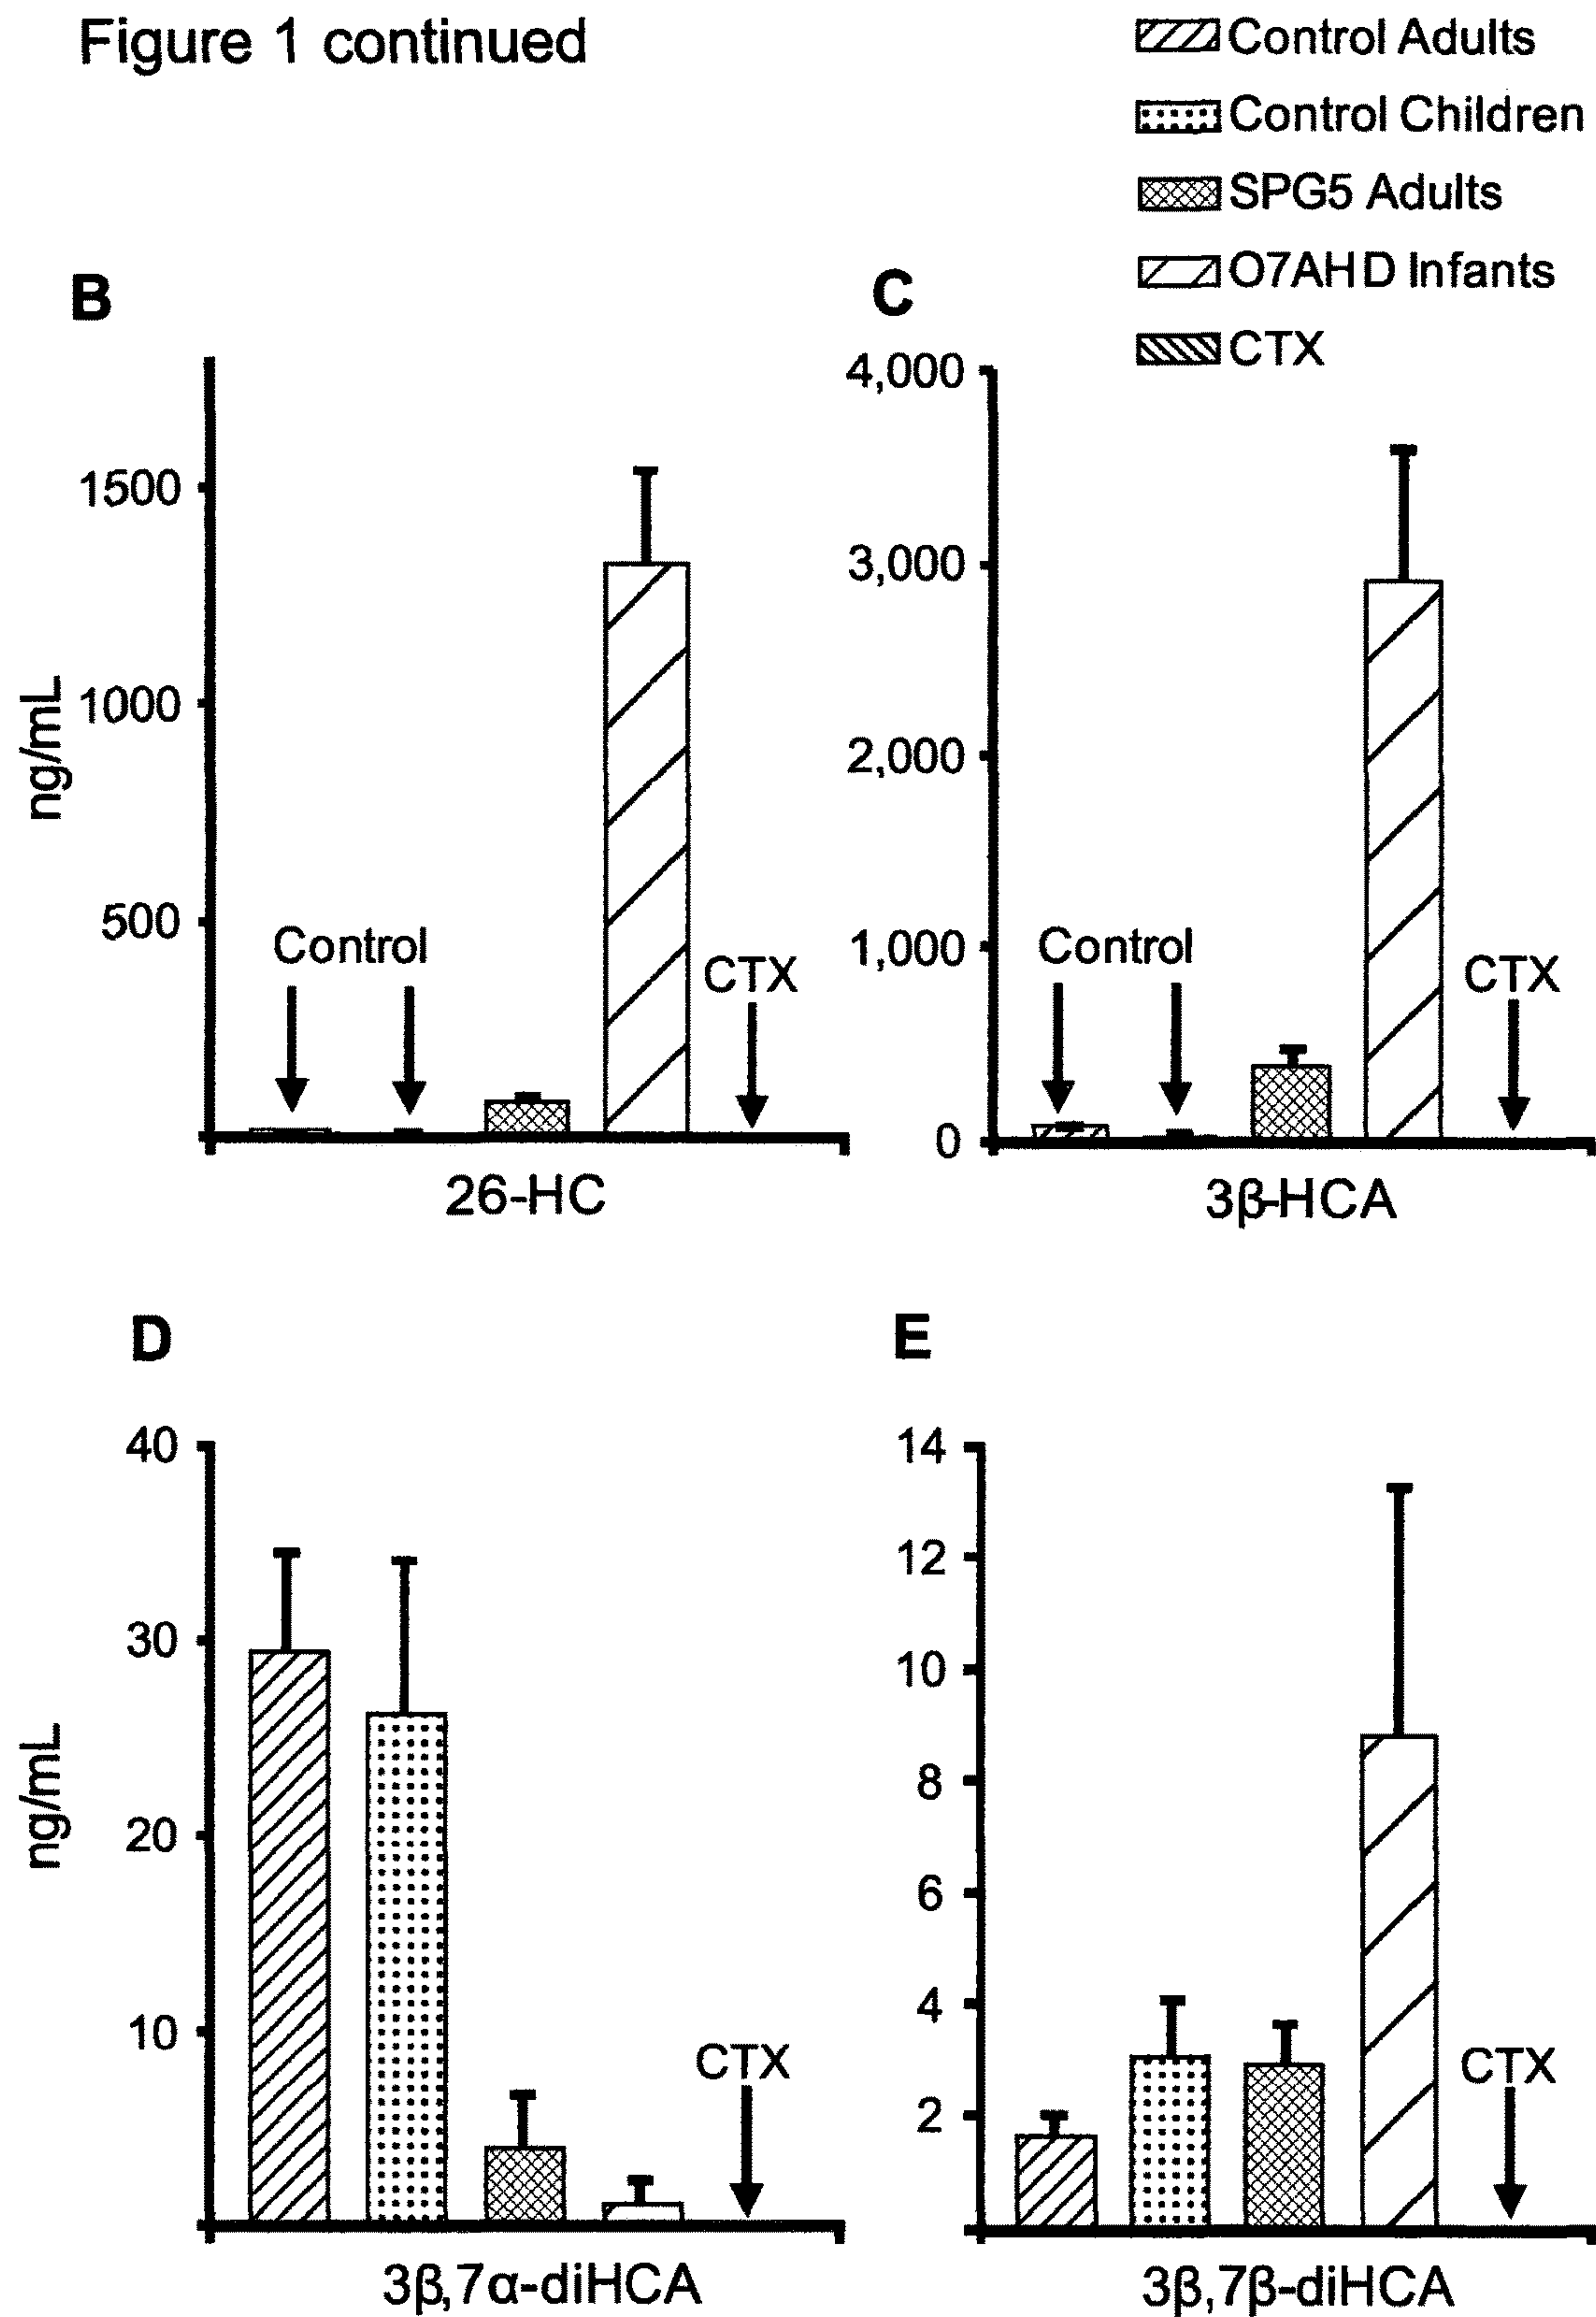 Figure 1 continued
Control Adults
Control Children
SPG5 Adults
O7AHD Infants
CTX
B
1500
1000
500
ng/mL
Control
CTX
26-HC
C
4,000
3,000
2,000
1,000
0
Control
CTX
3β-HCA
D
40
30
20
10
ng/mL
CTX
3β,7α-diHCA
E
14
12
10
8
6
4
2
CTX
3β,7β-diHCA